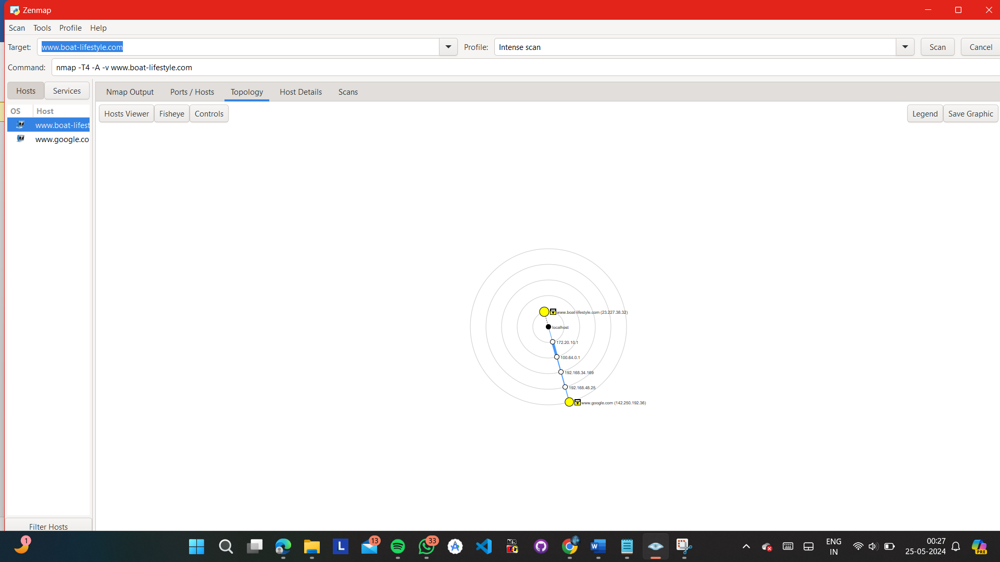 Zenmap
Scan Tools Profile Help
Target: www.boat-lifestyle.com Profile: Intense scan Scan Cancel
Command: nmap -T4 -A -v www.boat-lifestyle.com
Hosts Services Nmap Output Ports / Hosts Topology Host Details Scans
OS Host Hosts Viewer Fisheye Controls Legend Save Graphic
www.boat-lifest
www.google.co
www.boat-lifestyle.com (23.227.38.32)
localhost
172.20.10.1
100.64.0.1
192.168.34.169
192.168.48.25
www.google.com (142.250.192.36)
Filter Hosts
1 L 13 33 Ms W ENG 00:27 PRE
IN 25-05-2024